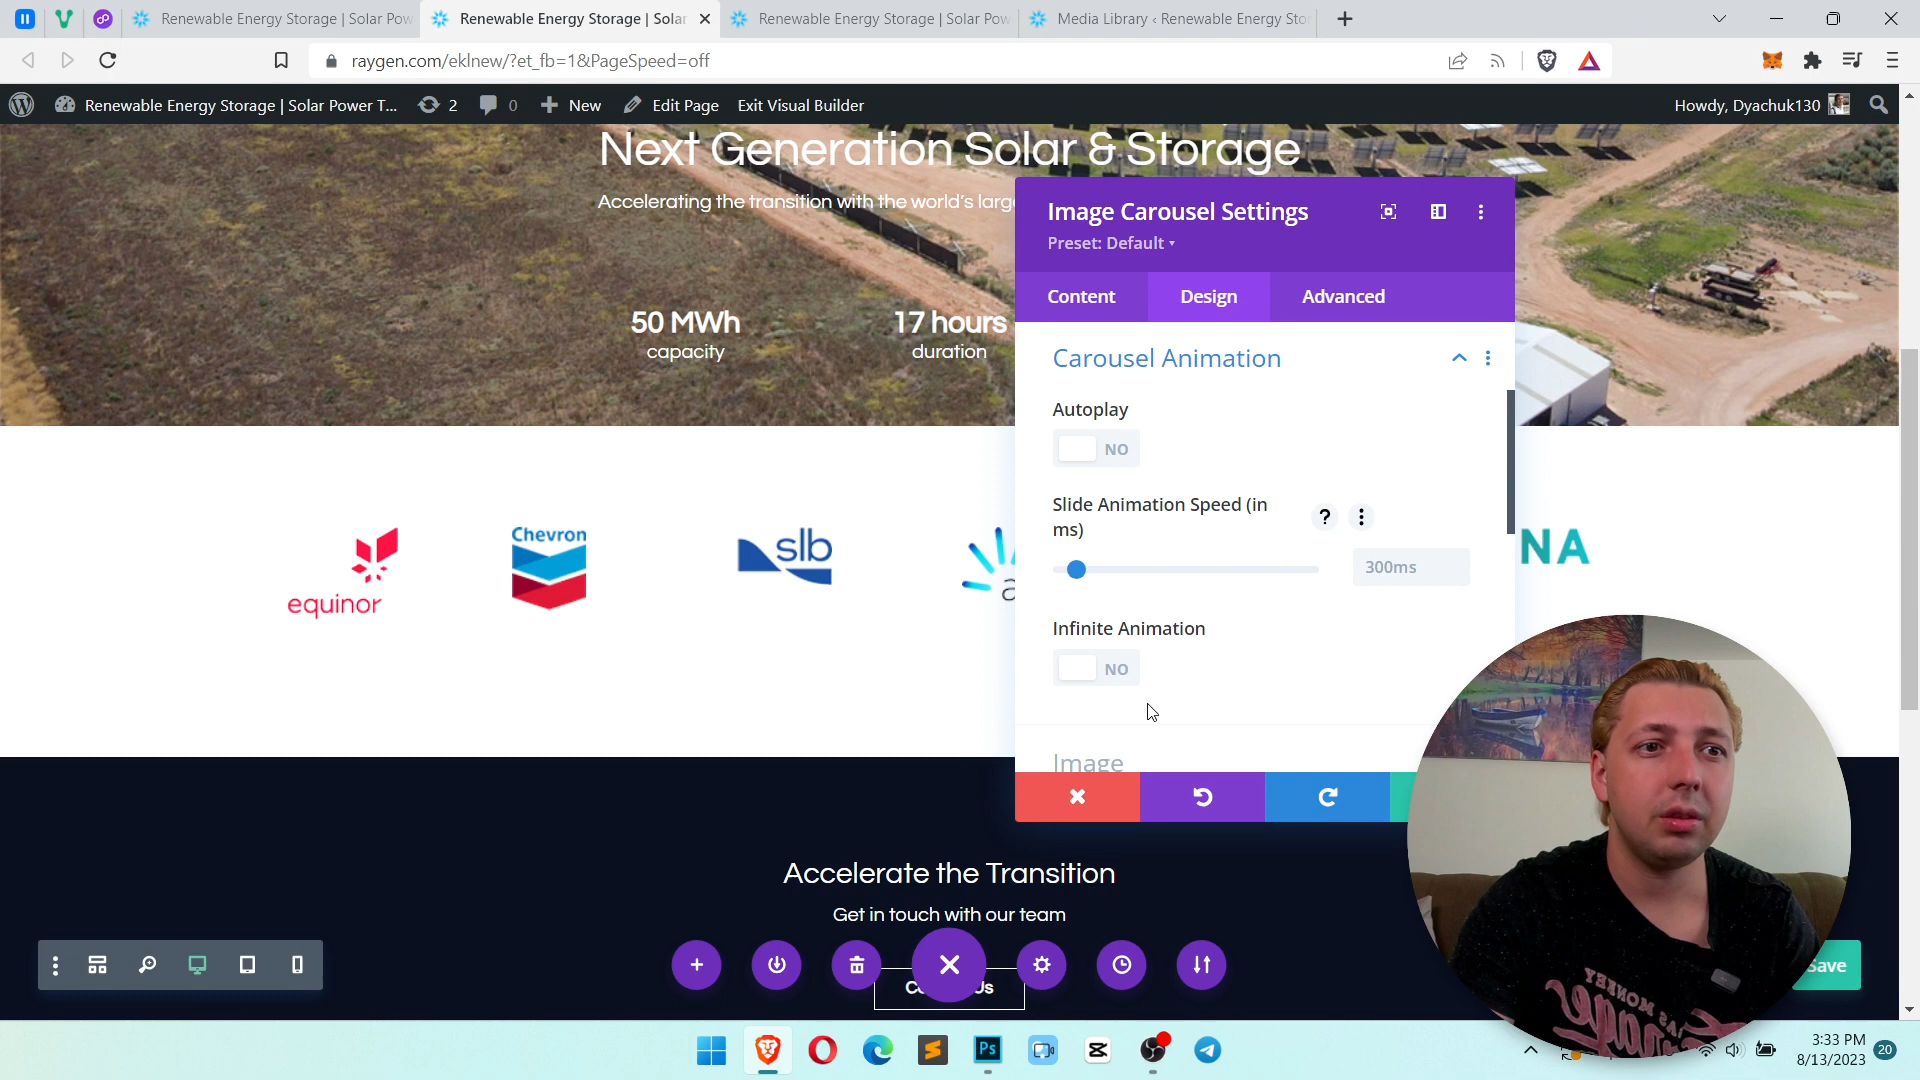 Renewable Energy Storage | Solar Pow
Renewable Energy Storage | Solar
Renewable Energy Storage | Solar Pow
Media Library ‹ Renewable Energy Stor
raygen.com/eklnew/?et_fb=1&PageSpeed=off
Renewable Energy Storage | Solar Power T...
2
0
New
Edit Page
Exit Visual Builder
Howdy, Dyachuk130
Next Generation Solar & Storage
Accelerating the transition with the world's larg
50 MWh
capacity
17 hours
duration
Image Carousel Settings
Preset: Default
Content
Design
Advanced
Carousel Animation
Autoplay
NO
Slide Animation Speed (in
ms)
?
300ms
Infinite Animation
NO
Image
equinor
Chevron
slb
a
NA
Accelerate the Transition
Get in touch with our team
Save
Ps
3:33 PM
8/13/2023
20